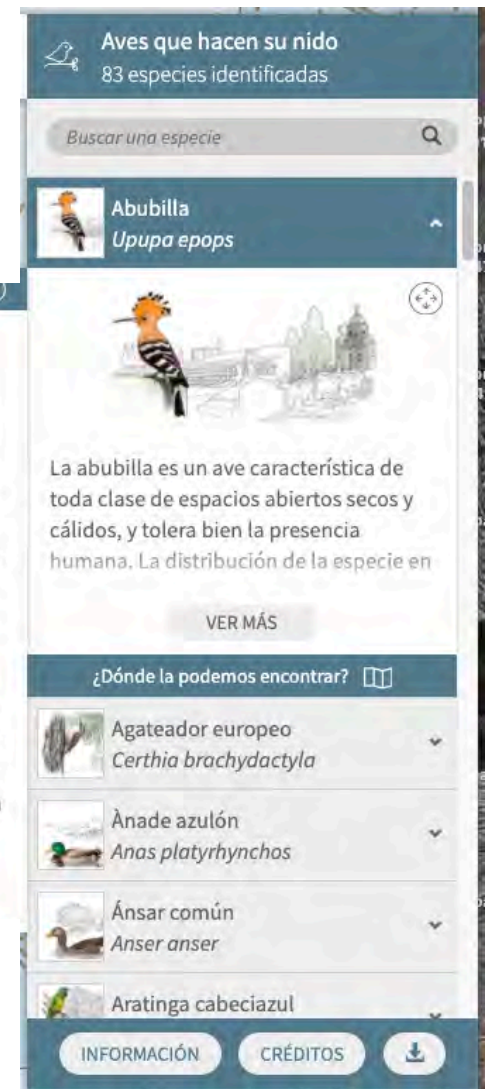 Aves que hacen su nido
83 especies identificadas
Buscar una especie
Abubilla
Upupa epops
La abubilla es un ave característica de
toda clase de espacios abiertos secos y
cálidos, y tolera bien la presencia
humana. La distribución de la especie en
VER MÁS
¿Dónde la podemos encontrar?
Agateador europeo
Certhia brachydactyla
Ànade azulón
Anas platyrhynchos
Ánsar común
Anser anser
Aratinga cabeciazul
INFORMACIÓN
CRÉDITOS